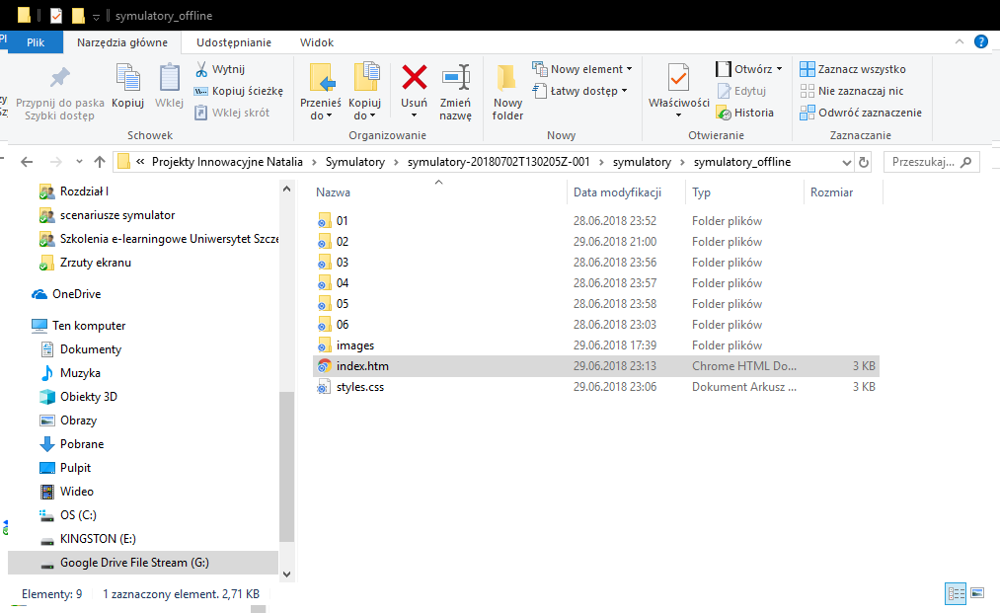 symulatory_offline
Plik Narzędzia główne Udostępnianie Widok
Przypnij do paska Szybki dostępu
Kopiuj
Wklej
Wytnij
Kopiuj ścieżkę
Wklej skrót
Schowek
Przenieś do
Kopiuj do
Usuń
Zmień nazwę
Organizowanie
Nowy folder
Nowy element
Łatwy dostęp
Nowy
Właściwości
Otwórz
Edytuj
Historia
Otwieranie
Zaznacz wszystko
Nie zaznaczaj nic
Odwróć zaznaczenie
Zaznaczanie
« Projekty Innowacyjne Natalia > Symulatory > symulatory-20180702T130205Z-001 > symulatory > symulatory_offline
Przeszukaj...
Rozdział I
scenariusze symulator
Szkolenia e-learningowe Uniwersytet Szcze
Zrzuty ekranu
OneDrive
Ten komputer
Dokumenty
Muzyka
Obiekty 3D
Obrazy
Pobrane
Pulpit
Wideo
OS (C:)
KINGSTON (E:)
Google Drive File Stream (G:)
Nazwa Data modyfikacji Typ Rozmiar
01 28.06.2018 23:52 Folder plików
02 29.06.2018 21:00 Folder plików
03 28.06.2018 23:56 Folder plików
04 28.06.2018 23:57 Folder plików
05 28.06.2018 23:58 Folder plików
06 28.06.2018 23:03 Folder plików
images 29.06.2018 17:39 Folder plików
index.htm 29.06.2018 23:13 Chrome HTML Do... 3 KB
styles.css 29.06.2018 23:06 Dokument Arkusz ... 3 KB
Elementy: 9 1 zaznaczony element. 2,71 KB